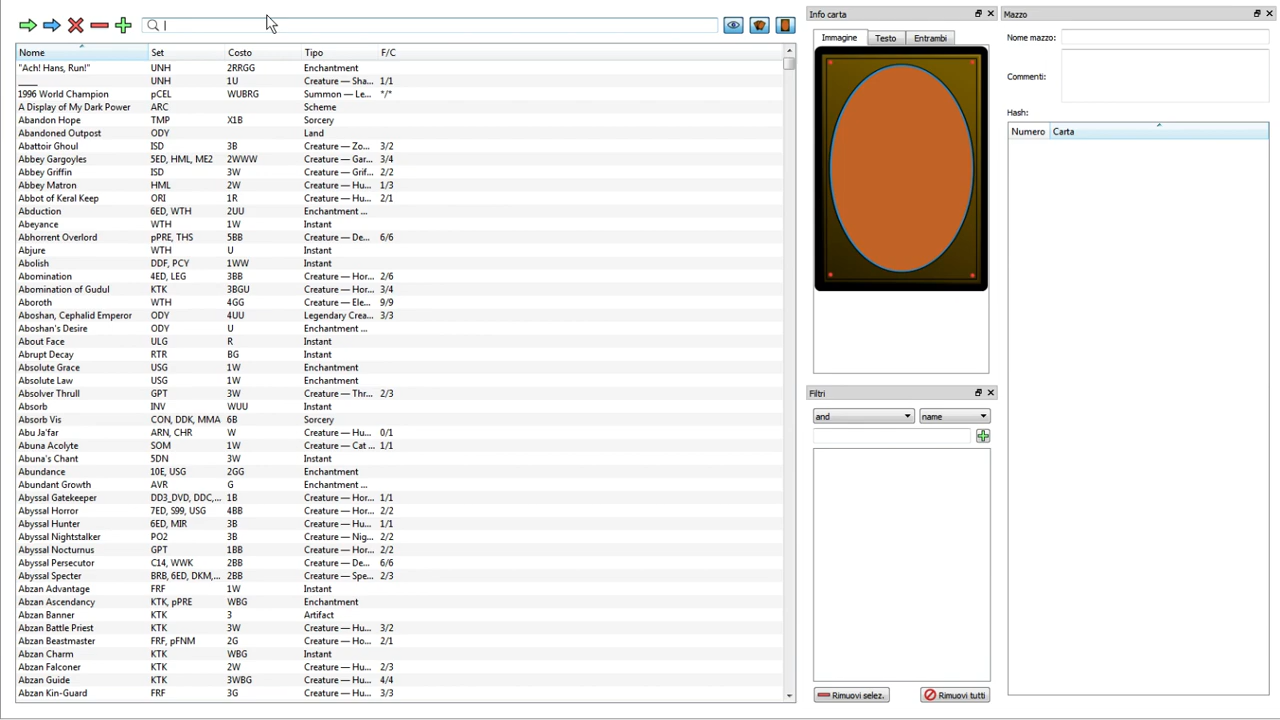 Nome Set Costo Tipo F/C
"Ach! Hans, Run!" UNH 2RRGG Enchantment
____ UNH 1U Creature — Sha... 1/1
1996 World Champion pCEL WUBRG Summon — Le... */*
A Display of My Dark Power ARC Scheme
Abandon Hope TMP X1B Sorcery
Abandoned Outpost ODY Land
Abattoir Ghoul ISD 3B Creature — Zo... 3/2
Abbey Gargoyles 5ED, HML, ME2 2WWW Creature — Gar... 3/4
Abbey Griffin ISD 3W Creature — Grif... 2/2
Abbey Matron HML 2W Creature — Hu... 1/3
Abbot of Keral Keep ORI 1R Creature — Hu... 2/1
Abduction 6ED, WTH 2UU Enchantment ...
Abeyance WTH 1W Instant
Abhorrent Overlord pPRE, THS 5BB Creature — De... 6/6
Abjure WTH U Instant
Abolish DDF, PCY 1WW Instant
Abomination 4ED, LEG 3BB Creature — Hor... 2/6
Abomination of Gudul KTK 3BGU Creature — Hor... 3/4
Aboroth WTH 4GG Creature — Ele... 9/9
Aboshan, Cephalid Emperor ODY 4UU Legendary Crea... 3/3
Aboshan's Desire ODY U Enchantment ...
About Face ULG R Instant
Abrupt Decay RTR BG Instant
Absolute Grace USG 1W Enchantment
Absolute Law USG 1W Enchantment
Absolver Thrull GPT 3W Creature — Thr... 2/3
Absorb INV WUU Instant
Absorb Vis CON, DDK, MMA 6B Sorcery
Abu Ja'far ARN, CHR W Creature — Hu... 0/1
Abuna Acolyte SOM 1W Creature — Cat ... 1/1
Abuna's Chant 5DN 3W Instant
Abundance 10E, USG 2GG Enchantment
Abundant Growth AVR G Enchantment ...
Abyssal Gatekeeper DD3_DVD, DDC,... 1B Creature — Hor... 1/1
Abyssal Horror 7ED, S99, USG 4BB Creature — Hor... 2/2
Abyssal Hunter 6ED, MIR 3B Creature — Hu... 1/1
Abyssal Nightstalker PO2 3B Creature — Nig... 2/2
Abyssal Nocturnus GPT 1BB Creature — Hor... 2/2
Abyssal Persecutor C14, WWK 2BB Creature — De... 6/6
Abyssal Specter BRB, 6ED, DKM,... 2BB Creature — Spe... 2/3
Abzan Advantage FRF 1W Instant
Abzan Ascendancy KTK, pPRE WBG Enchantment
Abzan Banner KTK 3 Artifact
Abzan Battle Priest KTK 3W Creature — Hu... 3/2
Abzan Beastmaster FRF, pFNM 2G Creature — Ho... 2/1
Abzan Charm KTK WBG Instant
Abzan Falconer KTK 2W Creature — Hu... 2/3
Abzan Guide KTK 3WBG Creature — Hu... 4/4
Abzan Kin-Guard FRF 3G Creature — Hu... 3/3
Info carta
Immagine Testo Entrambi
Filtri
and name
Rimuovi selez. Rimuovi tutti
Mazzo
Nome mazzo:
Commenti:
Hash:
Numero Carta